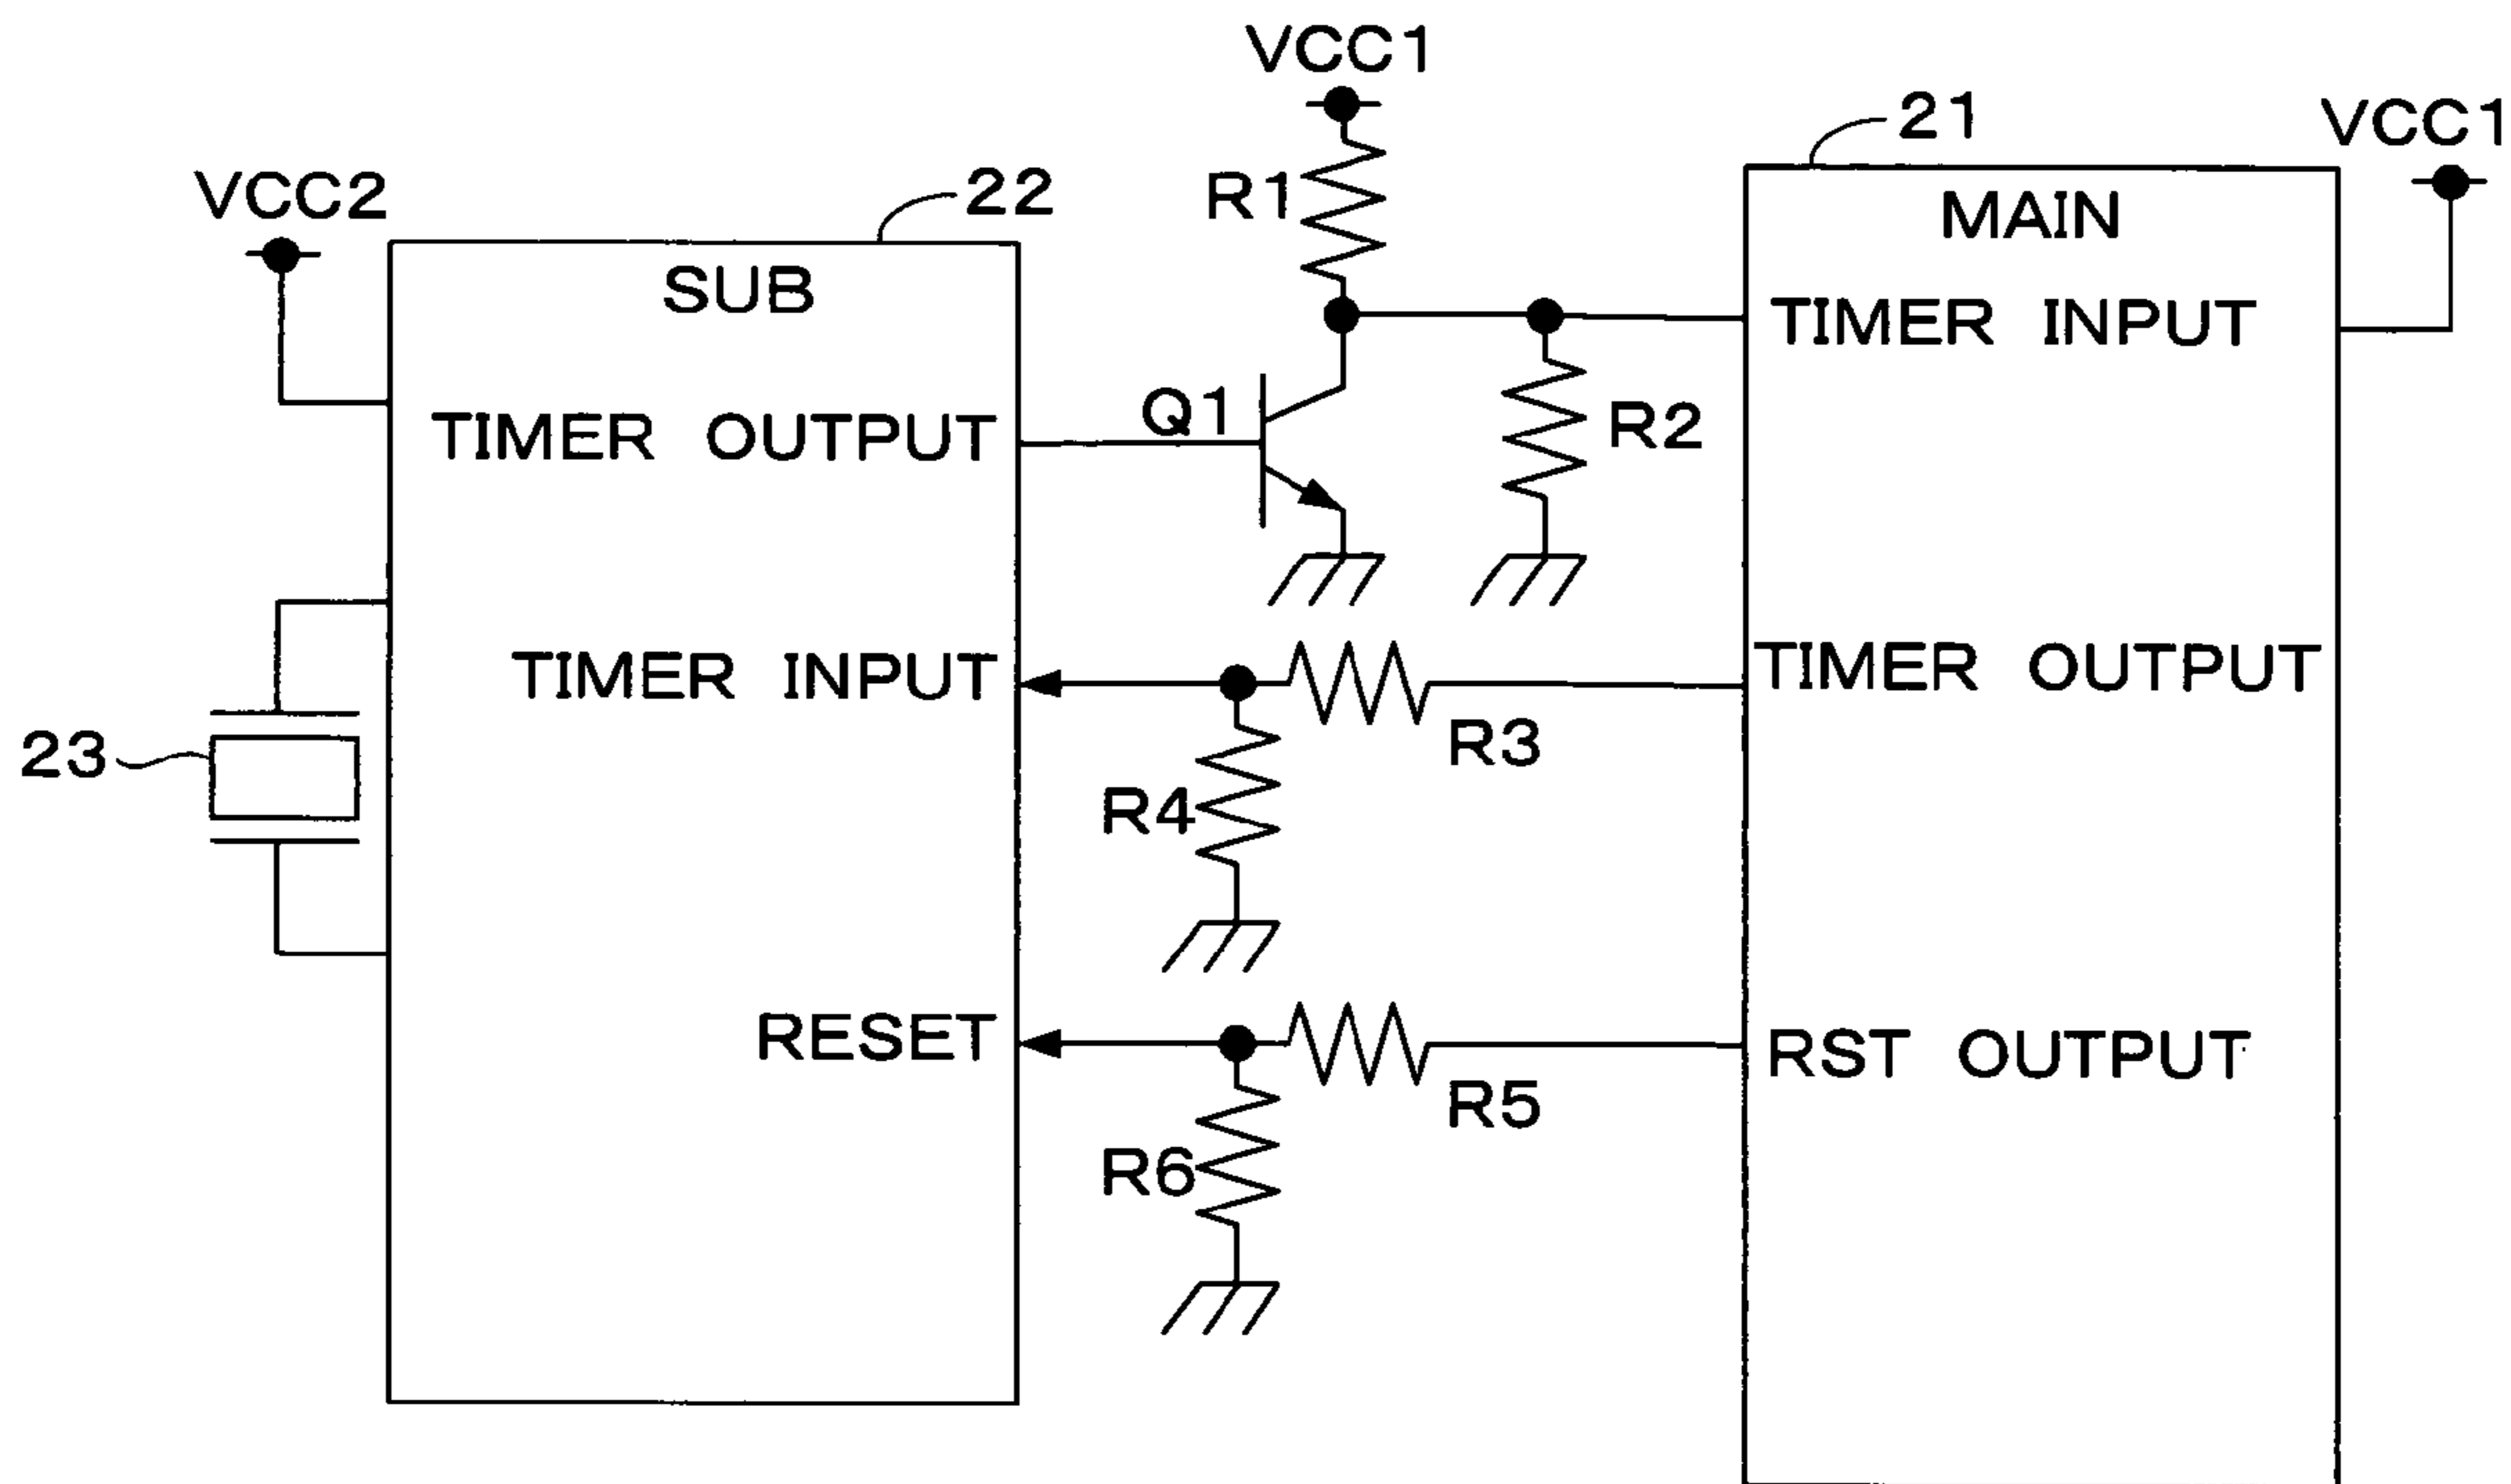 VCC1
21
VCC1
VCC2
22
R1
MAIN
SUB
TIMER INPUT
Q1
TIMER OUTPUT
R2
TIMER INPUT
TIMER OUTPUT
R3
23
R4
RESET
RST OUTPUT
R5
R6